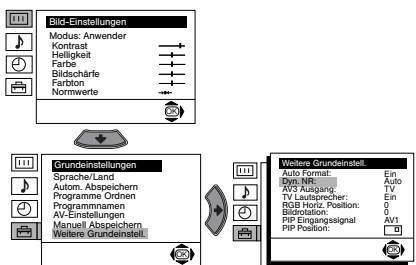 Bild-Einstellungen
Modus: Anwender
Kontrast
Helligkeit
Farbe
Bildschärfe
Farbton
Normwerte
OK
Grundeinstellungen
Sprache/Land
Autom. Abspeichern
Programme Ordnen
Programmnamen
AV-Einstellungen
Manuell Abspeichern
Weitere Grundeinstell.
OK
Weitere Grundeinstell.
Auto Format: Ein
Dyn. NR: Auto
AV3 Ausgang: TV
TV Lautsprecher: Ein
RGB Horiz. Position: 0
Bildrotation: 0
PIP Eingangssignal AV1
PIP Position:
OK